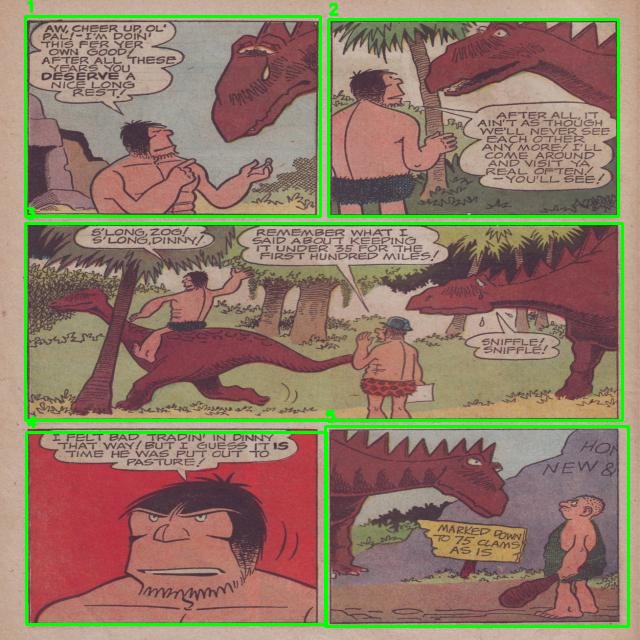 1
AW, CHEER UP, OL'
PAL!-I'M DOIN'
THIS FER YER
OWN GOOD!
AFTER ALL THESE
YEARS YOU
DESERVE A
NICE LONG
REST!
2
AFTER ALL, IT
AIN'T AS THOUGH
WE'LL NEVER SEE
EACH OTHER
ANY MORE! I'LL
COME AROUND
AND VISIT YA
REAL OFTEN!
-YOU'LL SEE!
S'LONG, ZOG!
S'LONG, DINNY!
REMEMBER WHAT I
SAID ABOUT KEEPING
IT UNDER 35 FOR THE
FIRST HUNDRED MILES!
SNIFFLE!
SNIFFLE!
I FELT BAD, TRADIN' IN DINNY
THAT WAY! BUT I GUESS IT IS
TIME HE WAS PUT OUT TO
PASTURE!
HO
NEW &
MARKED DOWN
TO 75 CLAMS
AS IS